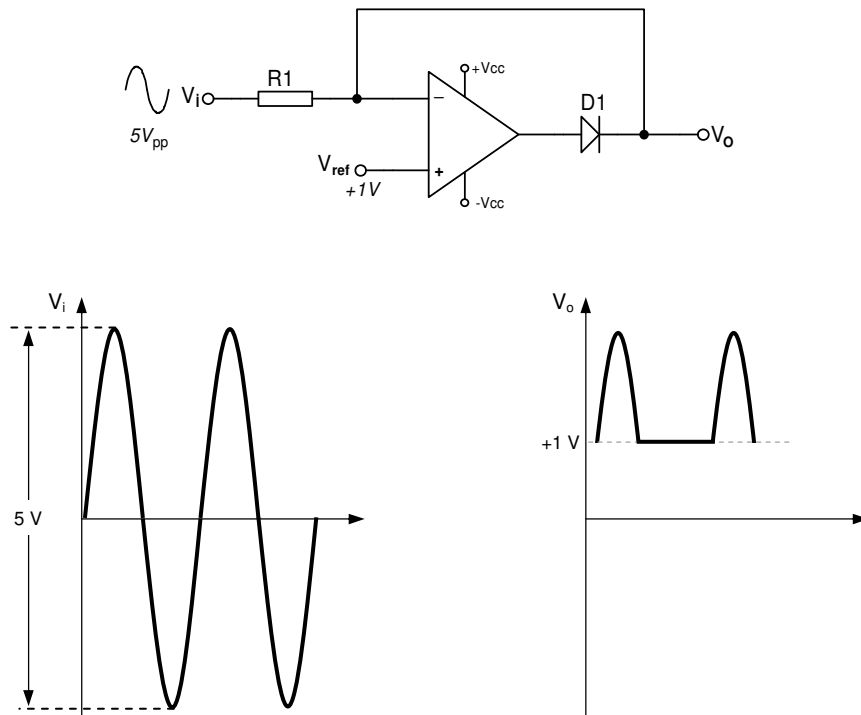 +Vcc
R1
D1
Vi
−
Vo
5Vpp
Vref
+
+1V
-Vcc
Vi
Vo
+1 V
5 V